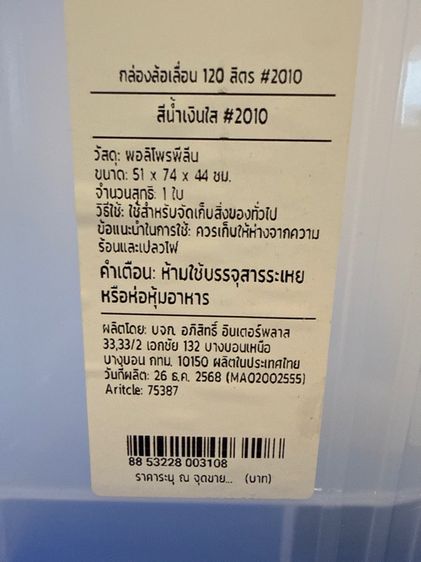 กล่องล้อเลื่อน 120 ลิตร #2010
สีน้ำเงินใส #2010
วัสดุ: พอลิโพรพีลีน
ขนาด: 51 x 74 x 44 ซม.
จำนวนสุทธิ: 1 ใบ
วิธีใช้: ใช้สำหรับจัดเก็บสิ่งของทั่วไป
ข้อแนะนำในการใช้: ควรเก็บให้ห่างจากความ
ร้อนและเปลวไฟ
คำเตือน: ห้ามใช้บรรจุสารระเหย
หรือห่อหุ้มอาหาร
ผลิตโดย: บจก. อภิสิทธิ์ อินเตอร์พลาส
33,33/2 เอกชัย 132 บางบอนเหนือ
บางบอน กทม. 10150 ผลิตในประเทศไทย
วันที่ผลิต: 26 ธ.ค. 2568 (MA02002555)
Aritcle: 75387
88 53228 003108
ราคาระบุ ณ จุดขาย... (บาท)